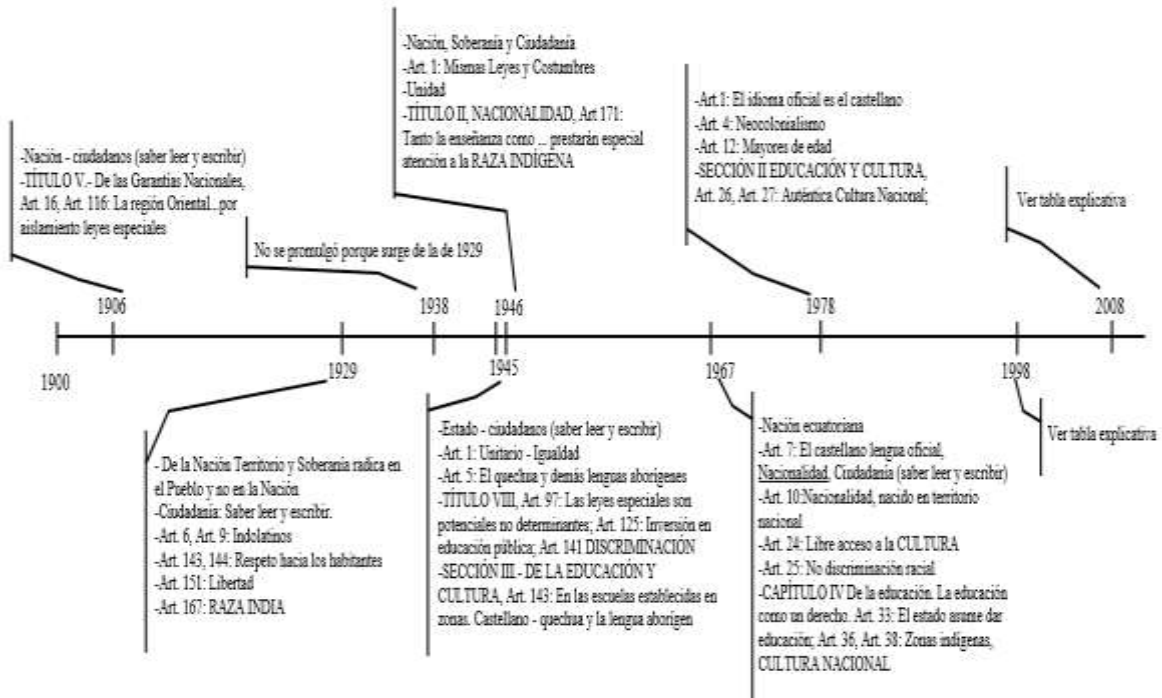 -Nación - ciudadanos (saber leer y escribir)
-TÍTULO V.- De las Garantías Nacionales,
Art. 16, Art. 116: La región Oriental...por
aislamiento leyes especiales
No se promulgó porque surge de la de 1929
-Nación, Soberanía y Ciudadanía
-Art. 1: Mismas Leyes y Costumbres
-Unidad
-TÍTULO II, NACIONALIDAD, Art 171:
Tanto la enseñanza como ... prestarán especial
atención a la RAZA INDÍGENA
-Art.1: El idioma oficial es el castellano
-Art. 4: Neocolonialismo
-Art. 12: Mayores de edad
-SECCIÓN II EDUCACIÓN Y CULTURA,
Art. 26, Art. 27: Auténtica Cultura Nacional;
Ver tabla explicativa
1906
1938
1946
1978
2008
1900
1929
1945
1967
1998
- De la Nación Territorio y Soberanía radica en
el Pueblo y no en la Nación
-Ciudadanía: Saber leer y escribir.
-Art. 6, Art. 9: Indolatinos
-Art. 143, 144: Respeto hacia los habitantes
-Art. 151: Libertad
-Art. 167: RAZA INDIA
-Estado - ciudadanos (saber leer y escribir)
-Art. 1: Unitario - Igualdad
-Art. 5: El quechua y demás lenguas aborígenes
-TÍTULO VIII, Art. 97: Las leyes especiales son
potenciales no determinantes; Art. 125: Inversión en
educación pública; Art. 141 DISCRIMINACIÓN
-SECCIÓN III.- DE LA EDUCACIÓN Y
CULTURA, Art. 143: En las escuelas establecidas en
zonas. Castellano - quechua y la lengua aborigen
-Nación ecuatoriana
-Art. 7: El castellano lengua oficial,
Nacionalidad, Ciudadanía (saber leer y escribir)
-Art. 10:Nacionalidad, nacido en territorio
nacional
-Art. 24: Libre acceso a la CULTURA
-Art. 25: No discriminación racial
-CAPÍTULO IV De la educación. La educación
como un derecho. Art. 33: El estado asume dar
educación; Art. 36, Art. 38: Zonas indígenas,
CULTURA NACIONAL
Ver tabla explicativa